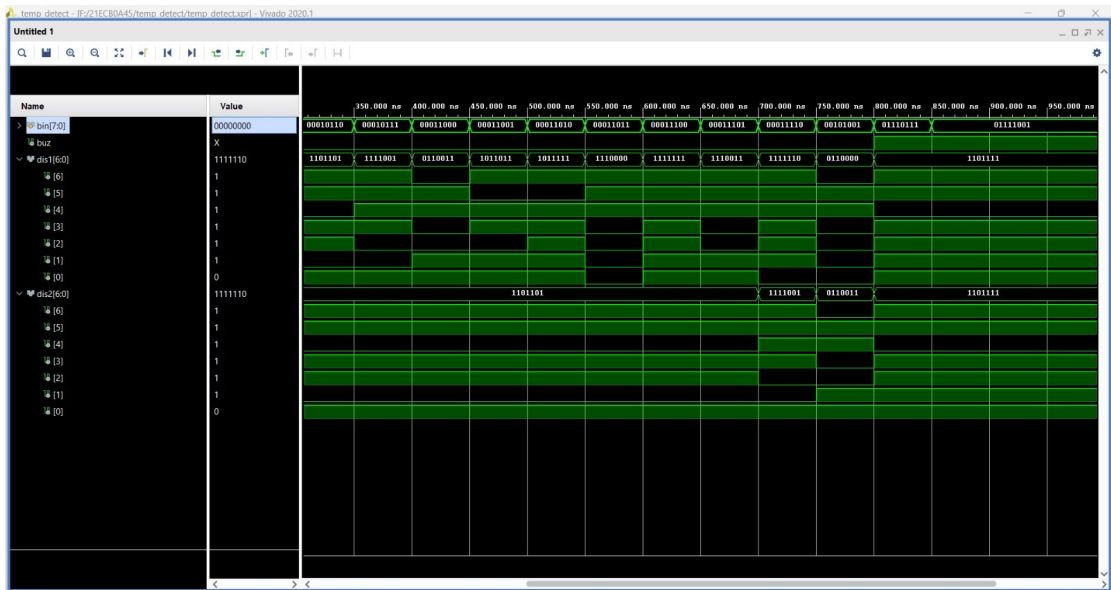 temp_detect - [F:/21ECB0A45/temp_detect/temp_detect.xpr] - Vivado 2020.1
Untitled 1
Name Value 350.000 ns 400.000 ns 450.000 ns 500.000 ns 550.000 ns 600.000 ns 650.000 ns 700.000 ns 750.000 ns 800.000 ns 850.000 ns 900.000 ns 950.000 ns
bin[7:0] 00000000 00010110 00010111 00011000 00011001 00011010 00011011 00011100 00011101 00011110 00101001 01110111 01111001
buz X
dis1[6:0] 1111110 1101101 1111001 0110011 1011011 1011111 1110000 1111111 1110011 1111110 0110000 1101111
[6] 1
[5] 1
[4] 1
[3] 1
[2] 1
[1] 1
[0] 0
dis2[6:0] 1111110 1101101 1111001 0110011 1101111
[6] 1
[5] 1
[4] 1
[3] 1
[2] 1
[1] 1
[0] 0